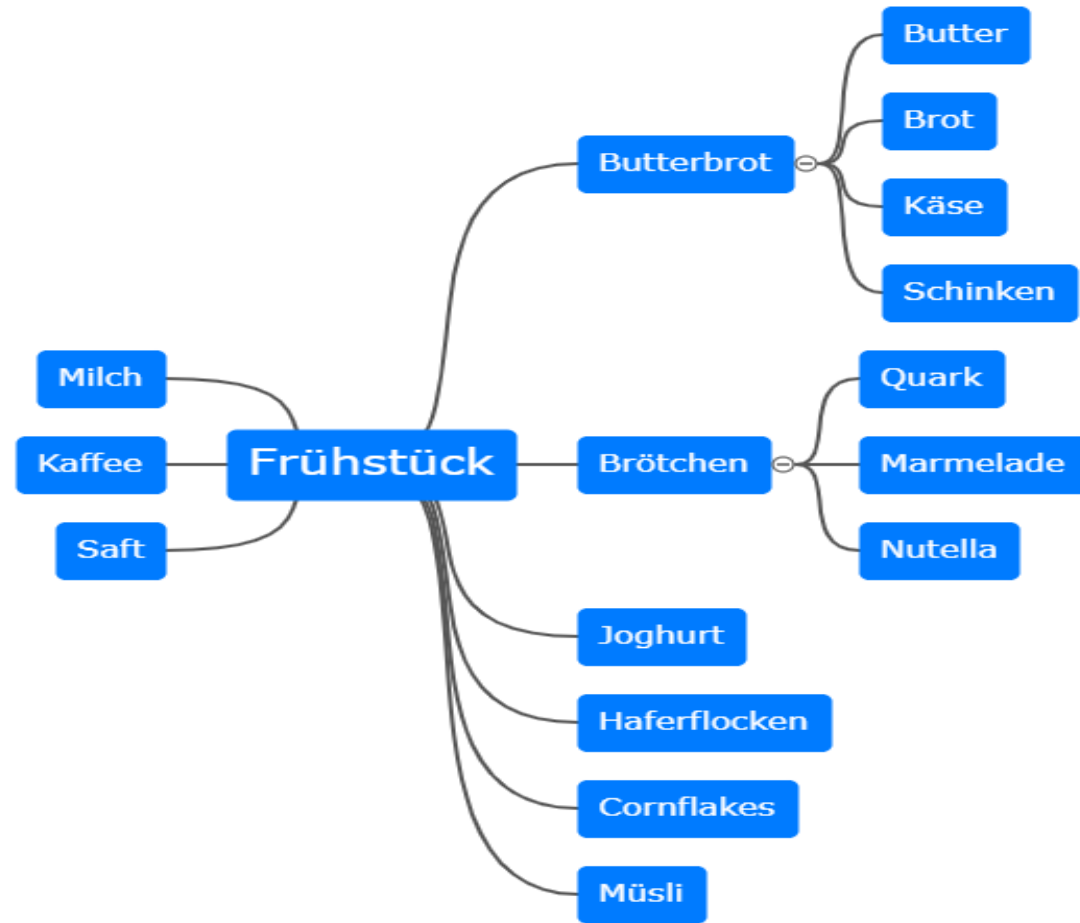 Butter
Brot
Butterbrot
Käse
Schinken
Milch
Quark
Kaffee
Frühstück
Brötchen
Marmelade
Saft
Nutella
Joghurt
Haferflocken
Cornflakes
Müsli